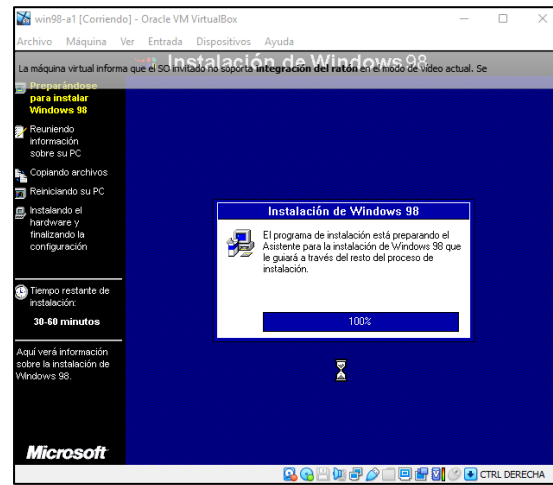 win98-a1 [Corriendo] - Oracle VM VirtualBox
Archivo Máquina Ver Entrada Dispositivos Ayuda
Instalación de Windows 98
La máquina virtual informa que el SO invitado no soporta integración del ratón en el modo de vídeo actual. Se
Preparándose
para instalar
Windows 98
Reuniendo
información
sobre su PC
Copiando archivos
Reiniciando su PC
Instalando el
hardware y
finalizando la
configuración
Tiempo restante de
instalación:
30-60 minutos
Aquí verá información
sobre la instalación de
Windows 98.
Microsoft
Instalación de Windows 98
El programa de instalación está preparando el
Asistente para la instalación de Windows 98 que
le guiará a través del resto del proceso de
instalación.
100%
CTRL DERECHA